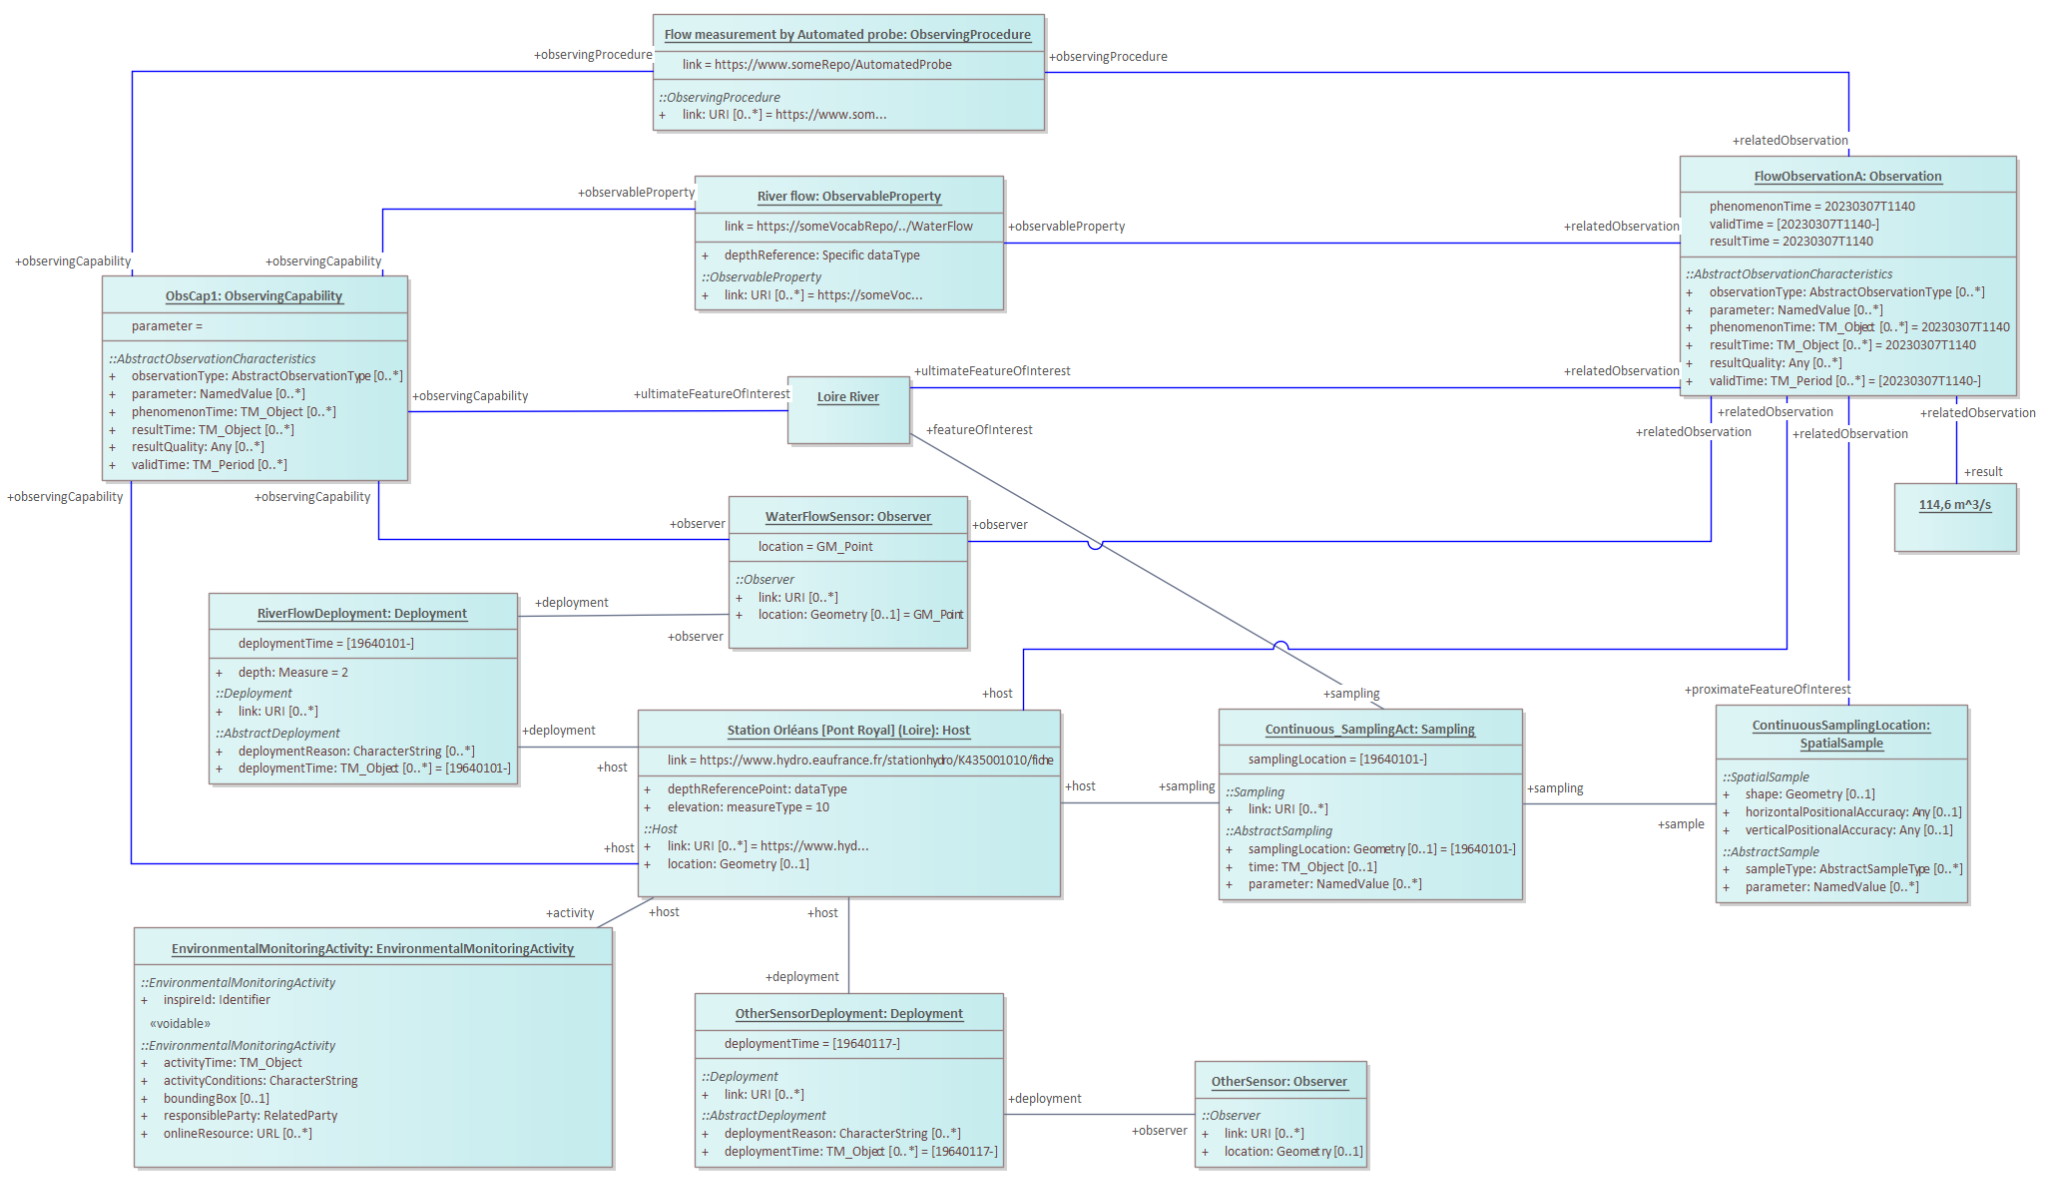 Flow measurement by Automated probe: ObservingProcedure
link = https://www.someRepo/AutomatedProbe
::ObservingProcedure
+ link: URI [0..*] = https://www.som...
+observingProcedure
+observingProcedure
+relatedObservation
River flow: ObservableProperty
link = https://someVocabRepo/../WaterFlow
+ depthReference: Specific dataType
::ObservableProperty
+ link: URI [0..*] = https://someVoc...
+observableProperty
+observableProperty
+relatedObservation
FlowObservationA: Observation
phenomenonTime = 20230307T1140
validTime = [20230307T1140-]
resultTime = 20230307T1140
::AbstractObservationCharacteristics
+ observationType: AbstractObservationType [0..*]
+ parameter: NamedValue [0..*]
+ phenomenonTime: TM_Object [0..*] = 20230307T1140
+ resultTime: TM_Object [0..*] = 20230307T1140
+ resultQuality: Any [0..*]
+ validTime: TM_Period [0..*] = [20230307T1140-]
+observingCapability
+observingCapability
ObsCap1: ObservingCapability
parameter =
::AbstractObservationCharacteristics
+ observationType: AbstractObservationType [0..*]
+ parameter: NamedValue [0..*]
+ phenomenonTime: TM_Object [0..*]
+ resultTime: TM_Object [0..*]
+ resultQuality: Any [0..*]
+ validTime: TM_Period [0..*]
+observingCapability
+ultimateFeatureOfInterest
Loire River
+ultimateFeatureOfInterest
+relatedObservation
+featureOfInterest
+relatedObservation
+relatedObservation
+relatedObservation
+relatedObservation
+result
114,6 m^3/s
+observingCapability
+observingCapability
+observer
WaterFlowSensor: Observer
location = GM_Point
::Observer
+ link: URI [0..*]
+ location: Geometry [0..1] = GM_Point
+observer
+deployment
+observer
RiverFlowDeployment: Deployment
deploymentTime = [19640101-]
+ depth: Measure = 2
::Deployment
+ link: URI [0..*]
::AbstractDeployment
+ deploymentReason: CharacterString [0..*]
+ deploymentTime: TM_Object [0..*] = [19640101-]
+deployment
+host
+host
+host
Station Orléans [Pont Royal] (Loire): Host
link = https://www.hydro.eaufrance.fr/stationhydro/K435001010/fiche
+ depthReferencePoint: dataType
+ elevation: measureType = 10
::Host
+ link: URI [0..*] = https://www.hyd...
+ location: Geometry [0..1]
+host
+sampling
+sampling
Continuous_SamplingAct: Sampling
samplingLocation = [19640101-]
::Sampling
+ link: URI [0..*]
::AbstractSampling
+ samplingLocation: Geometry [0..1] = [19640101-]
+ time: TM_Object [0..1]
+ parameter: NamedValue [0..*]
+sampling
+sample
+proximateFeatureOfInterest
ContinuousSamplingLocation:
SpatialSample
::SpatialSample
+ shape: Geometry [0..1]
+ horizontalPositionalAccuracy: Any [0..1]
+ verticalPositionalAccuracy: Any [0..1]
::AbstractSample
+ sampleType: AbstractSampleType [0..*]
+ parameter: NamedValue [0..*]
+activity
+host
+host
EnvironmentalMonitoringActivity: EnvironmentalMonitoringActivity
::EnvironmentalMonitoringActivity
+ inspireId: Identifier
«voidable»
::EnvironmentalMonitoringActivity
+ activityTime: TM_Object
+ activityConditions: CharacterString
+ boundingBox [0..1]
+ responsibleParty: RelatedParty
+ onlineResource: URL [0..*]
+deployment
OtherSensorDeployment: Deployment
deploymentTime = [19640117-]
::Deployment
+ link: URI [0..*]
::AbstractDeployment
+ deploymentReason: CharacterString [0..*]
+ deploymentTime: TM_Object [0..*] = [19640117-]
+deployment
+observer
OtherSensor: Observer
::Observer
+ link: URI [0..*]
+ location: Geometry [0..1]